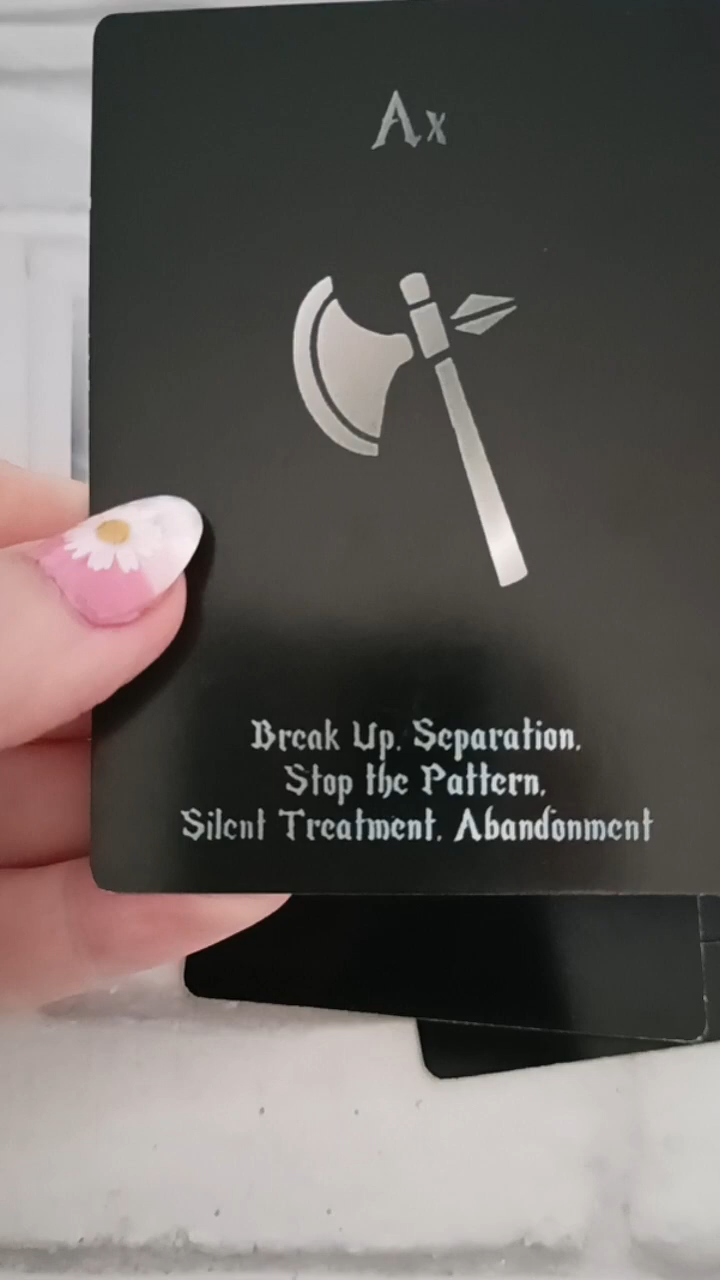 Ax
Break Up. Separation.
Stop the Pattern.
Silent Treatment. Abandonment